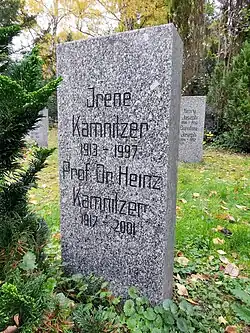 Irene
Kamnitzer
1913 - 1997
Prof. Dr. Heinz
Kamnitzer
1917 - 2001